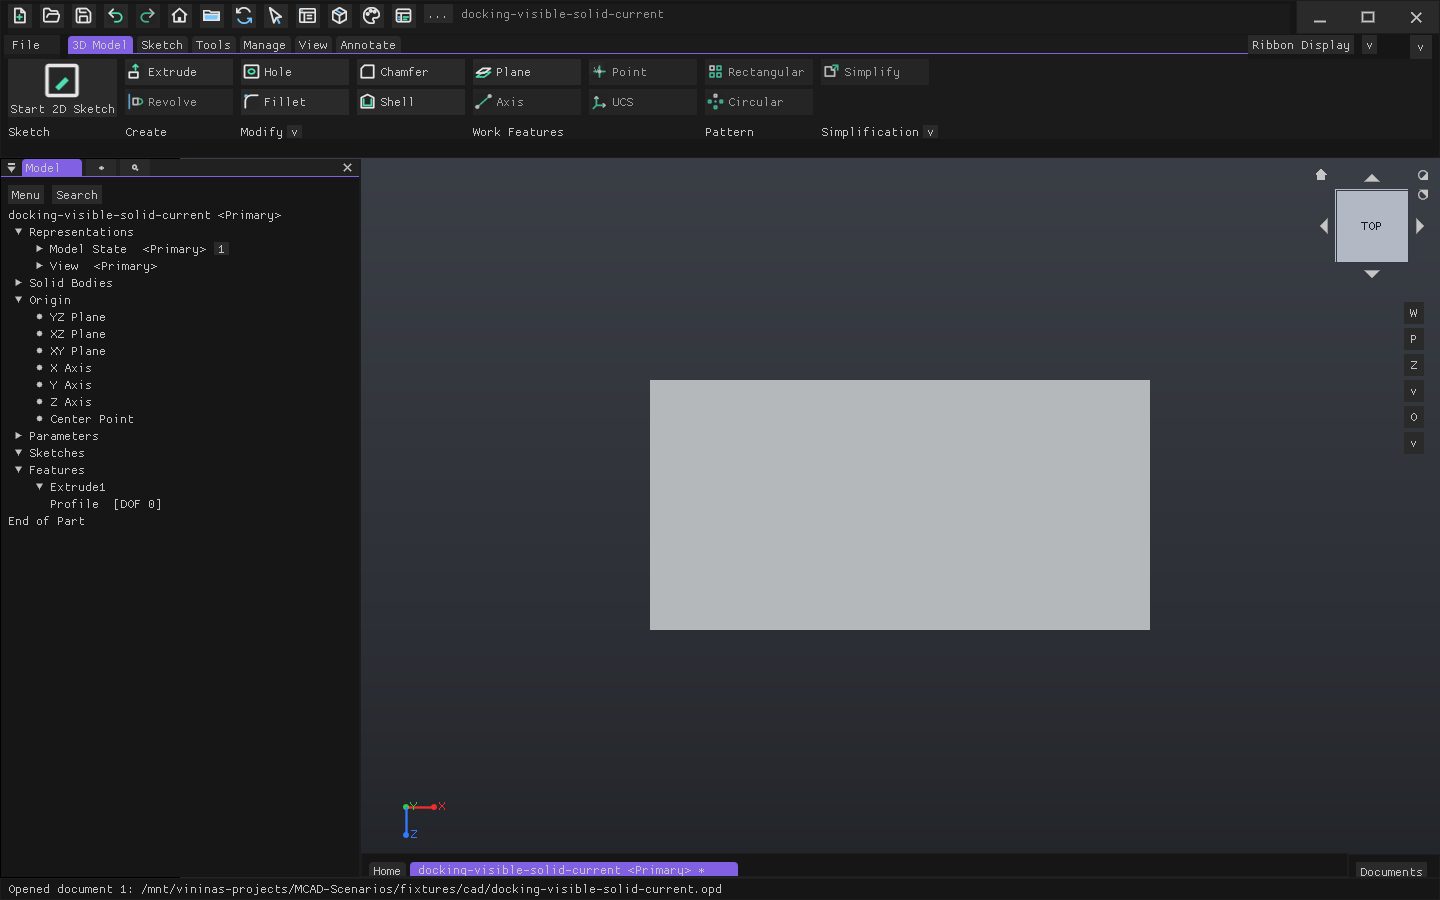 ... docking-visible-solid-current
File 3D Model Sketch Tools Manage View Annotate Ribbon Display v v
Start 2D Sketch
Extrude Hole Chamfer Plane Point Rectangular Simplify
Revolve Fillet Shell Axis UCS Circular
Sketch Create Modify v Work Features Pattern Simplification v
Model
Menu Search
docking-visible-solid-current <Primary>
Representations
Model State <Primary> 1
View <Primary>
Solid Bodies
Origin
YZ Plane
XZ Plane
XY Plane
X Axis
Y Axis
Z Axis
Center Point
Parameters
Sketches
Features
Extrude1
Profile [DOF 0]
End of Part
TOP
W
P
Z
v
O
v
Y X
Z
Home docking-visible-solid-current <Primary> * Documents
Opened document 1: /mnt/vininas-projects/MCAD-Scenarios/fixtures/cad/docking-visible-solid-current.opd